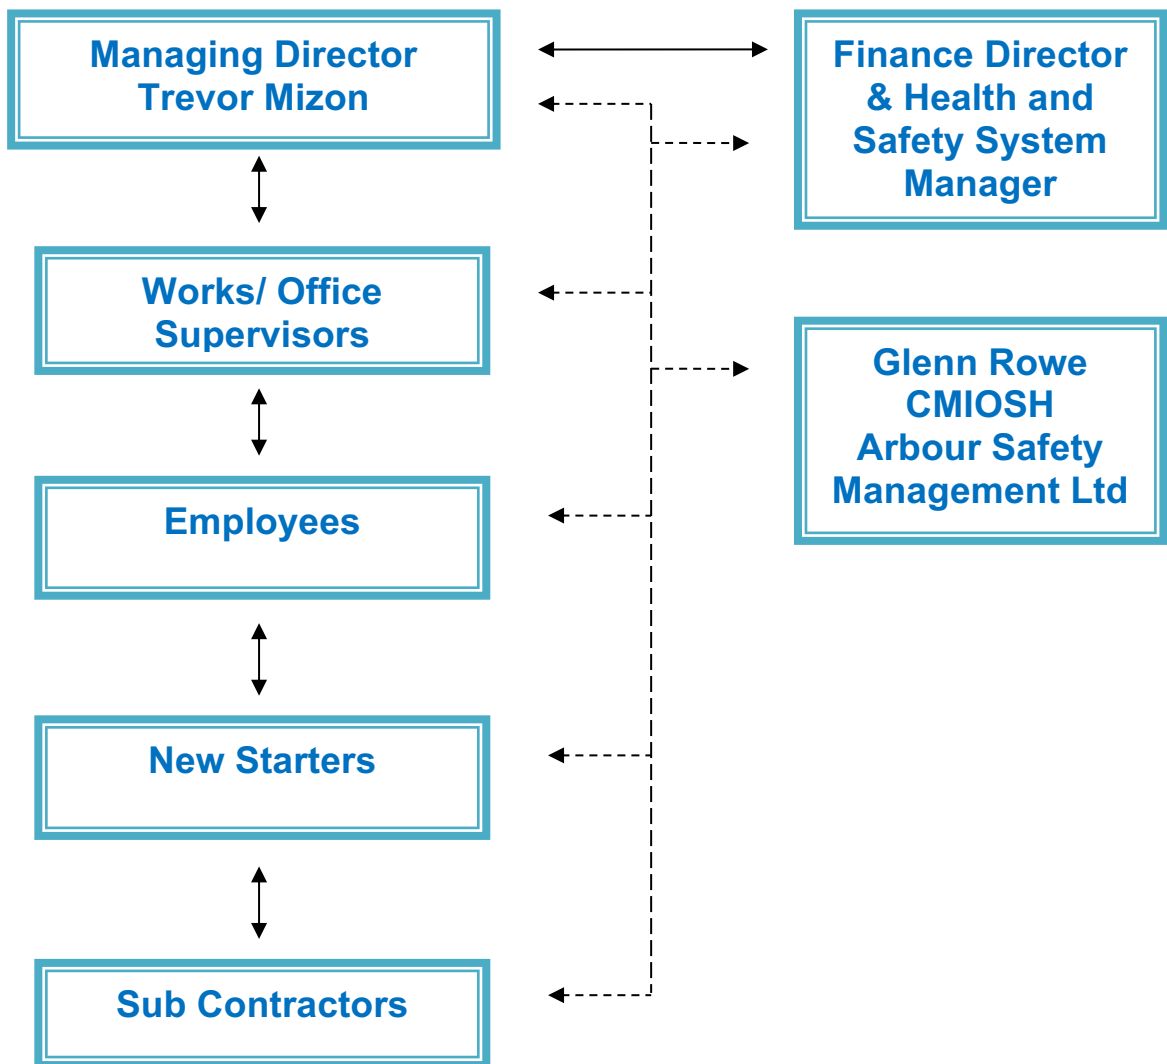 Managing Director
Trevor Mizon
Finance Director
& Health and
Safety System
Manager
Works/ Office
Supervisors
Glenn Rowe
CMIOSH
Arbour Safety
Management Ltd
Employees
New Starters
Sub Contractors